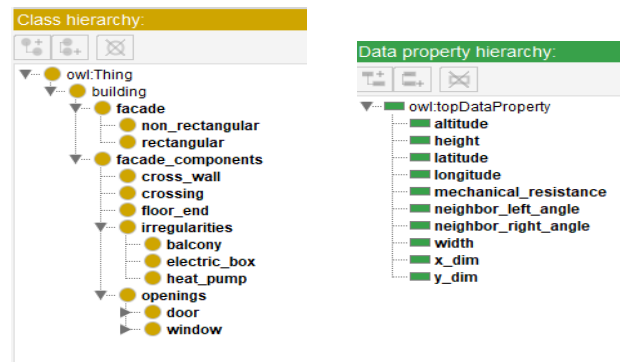 Class hierarchy:
owl:Thing
building
facade
non_rectangular
rectangular
facade_components
cross_wall
crossing
floor_end
irregularities
balcony
electric_box
heat_pump
openings
door
window
Data property hierarchy:
owl:topDataProperty
altitude
height
latitude
longitude
mechanical_resistance
neighbor_left_angle
neighbor_right_angle
width
x_dim
y_dim